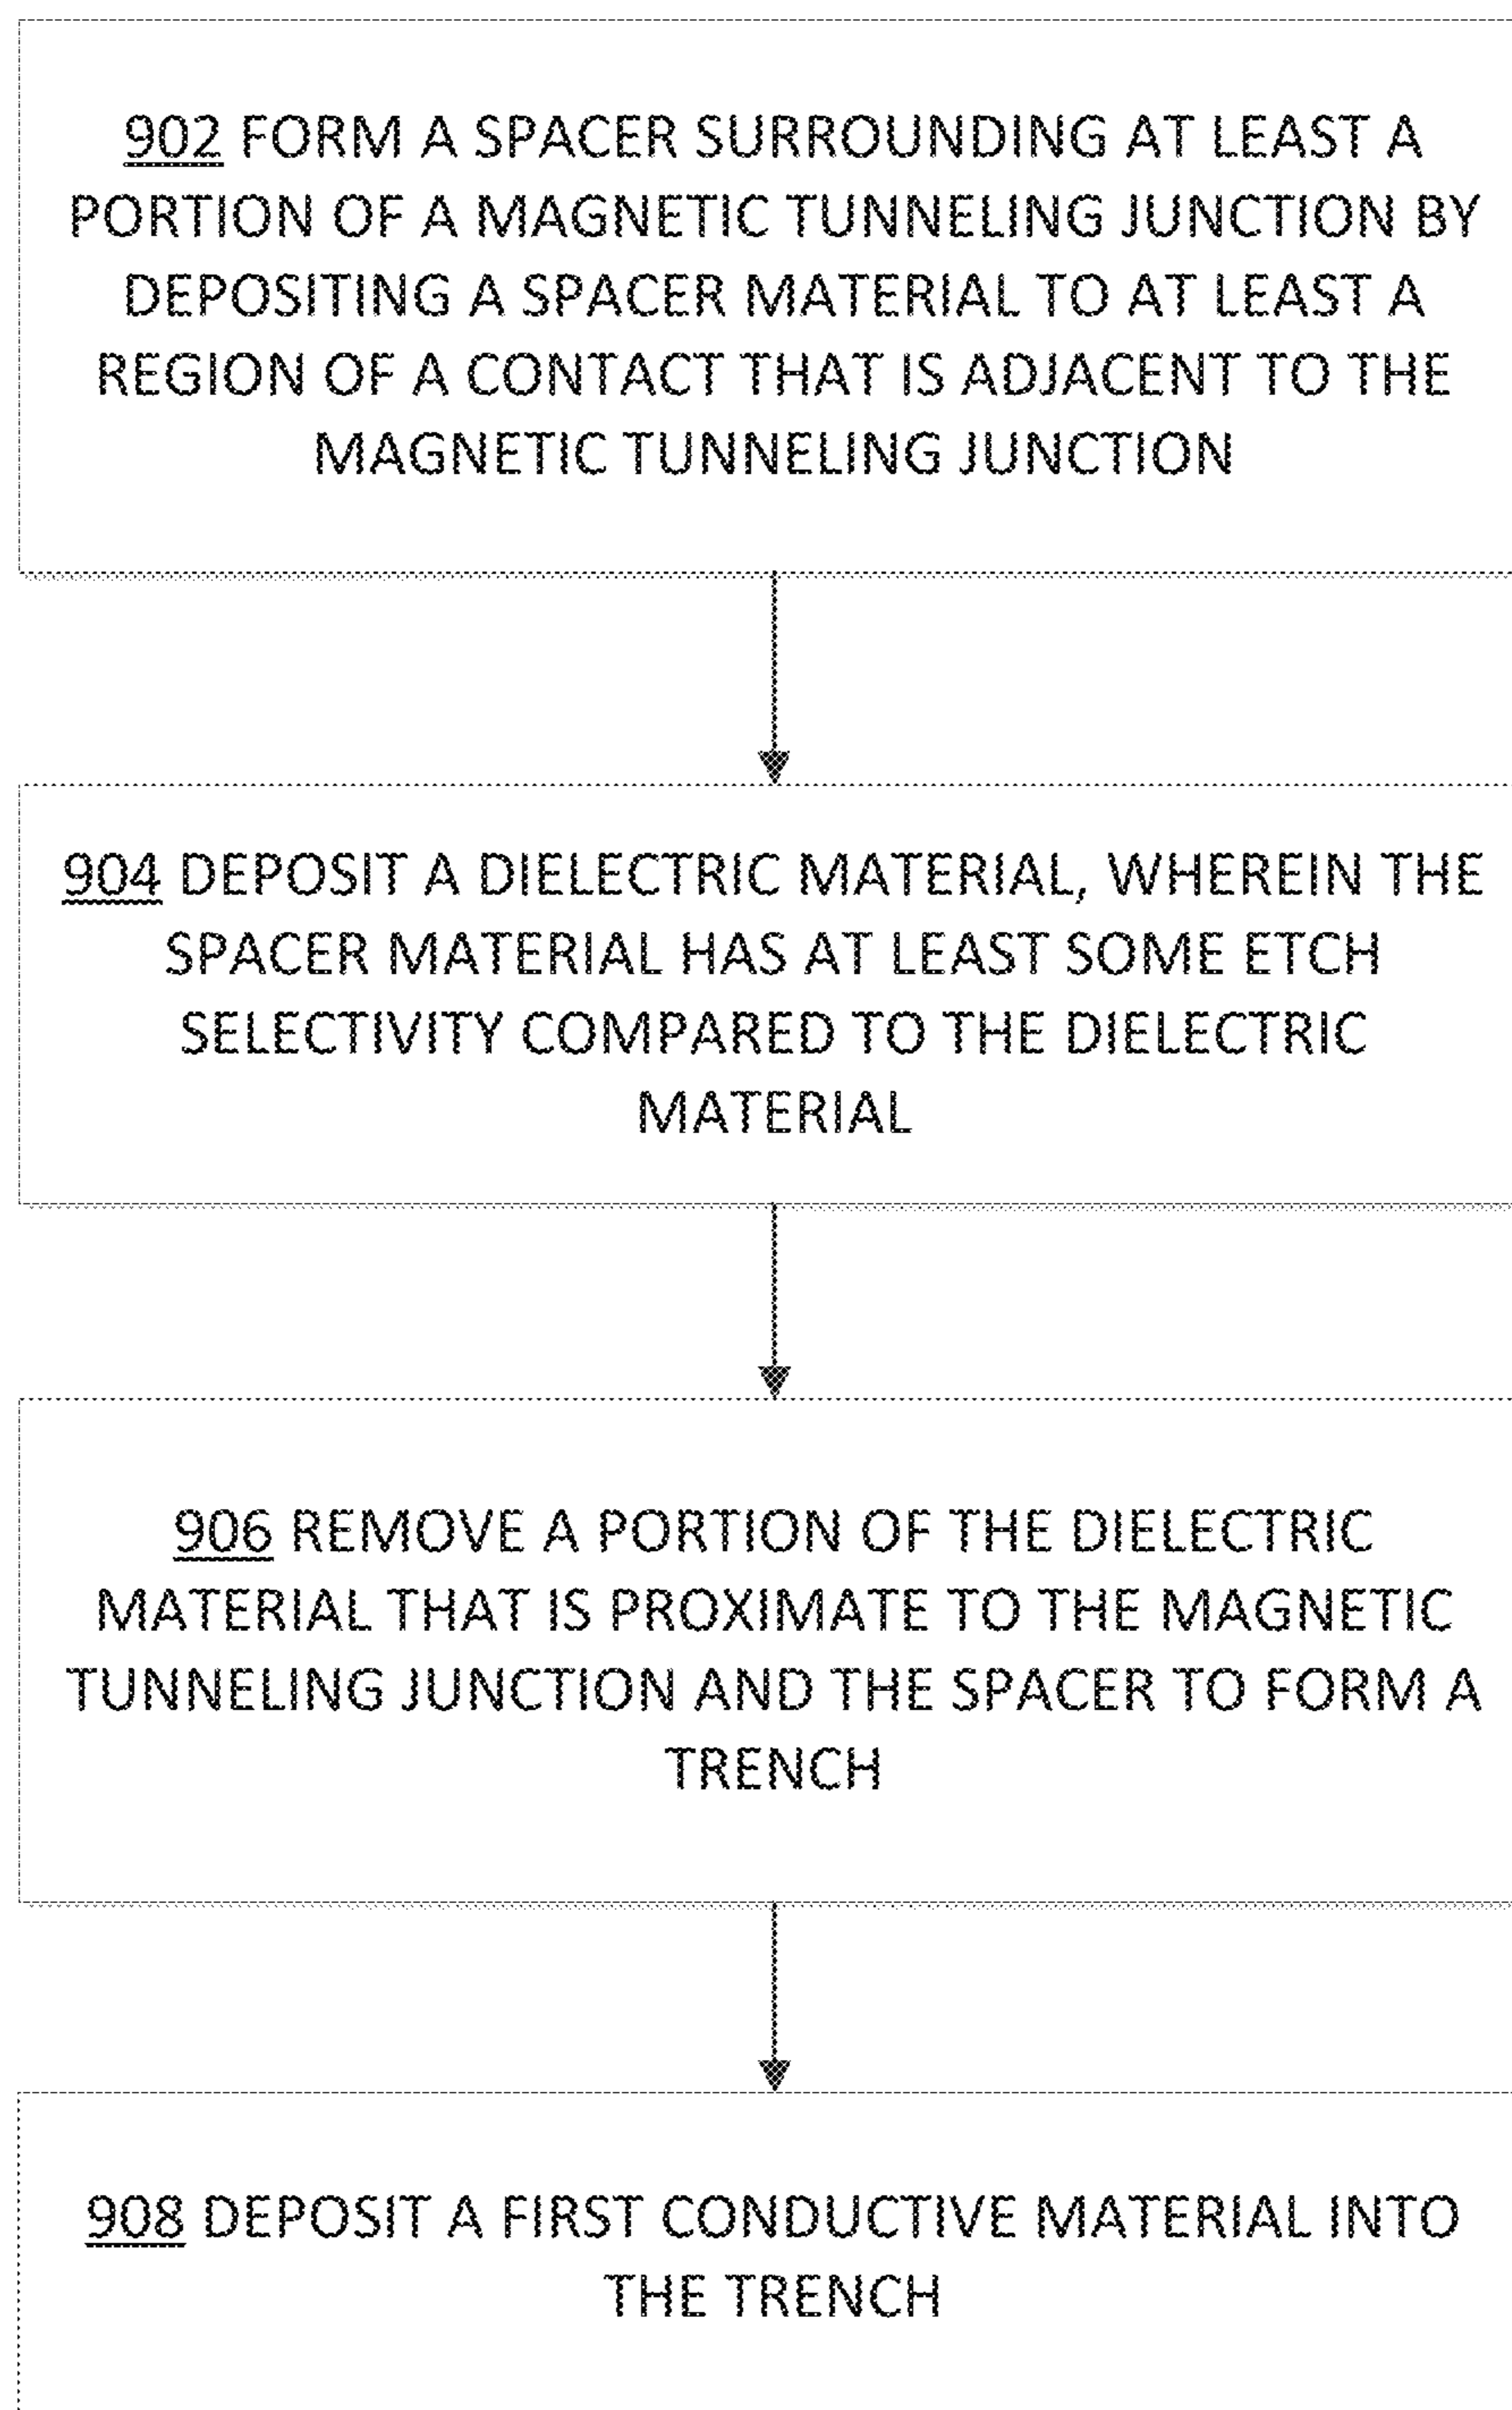 902 FORM A SPACER SURROUNDING AT LEAST A
PORTION OF A MAGNETIC TUNNELING JUNCTION BY
DEPOSITING A SPACER MATERIAL TO AT LEAST A
REGION OF A CONTACT THAT IS ADJACENT TO THE
MAGNETIC TUNNELING JUNCTION
904 DEPOSIT A DIELECTRIC MATERIAL, WHEREIN THE
SPACER MATERIAL HAS AT LEAST SOME ETCH
SELECTIVITY COMPARED TO THE DIELECTRIC
MATERIAL
906 REMOVE A PORTION OF THE DIELECTRIC
MATERIAL THAT IS PROXIMATE TO THE MAGNETIC
TUNNELING JUNCTION AND THE SPACER TO FORM A
TRENCH
908 DEPOSIT A FIRST CONDUCTIVE MATERIAL INTO
THE TRENCH